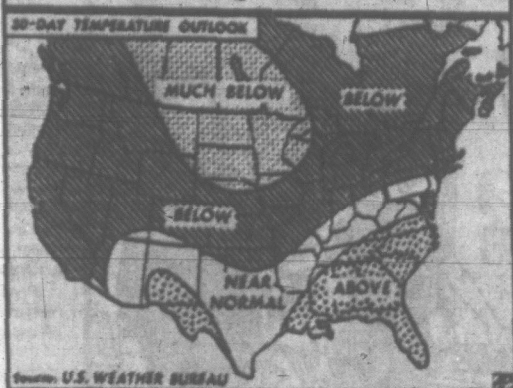 30-DAY TEMPERATURE OUTLOOK
MUCH BELOW
BELOW
BELOW
NEAR
NORMAL
ABOVE
Source: U.S. WEATHER BUREAU